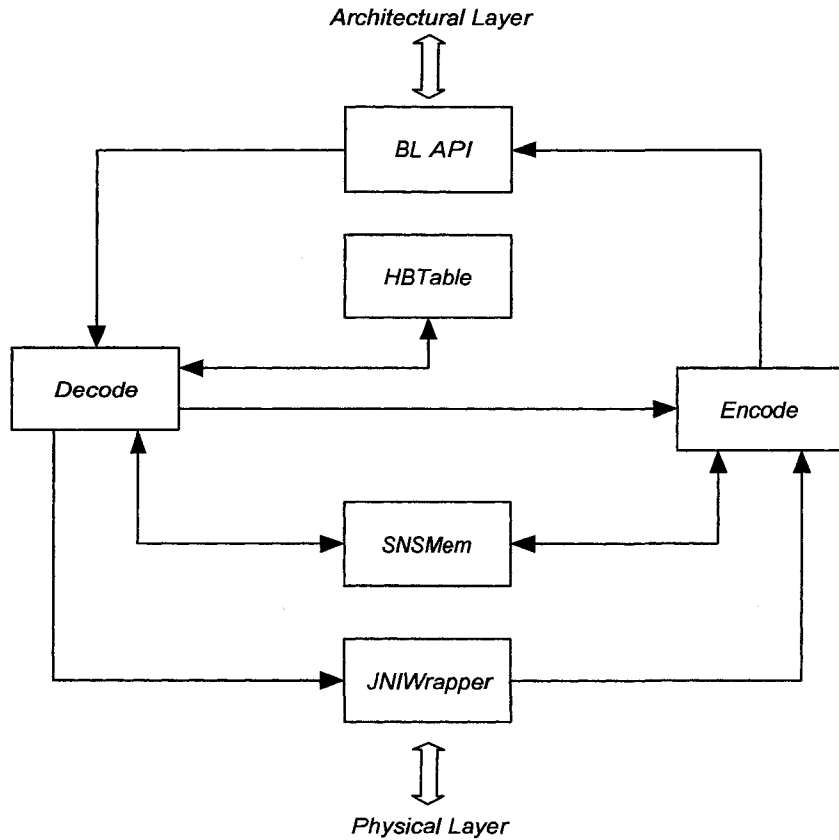 Architectural Layer
BL API
HBTable
Decode
Encode
SNSMem
JNIWrapper
Physical Layer